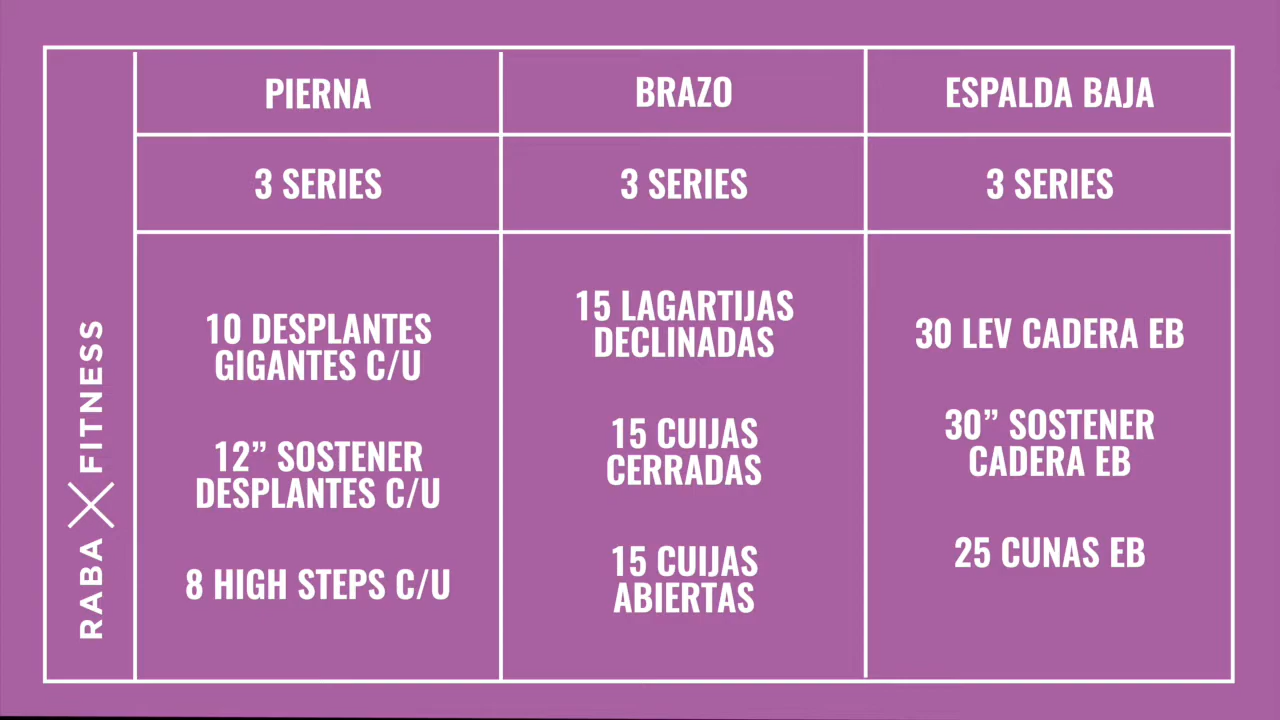 RABA FITNESS
PIERNA
BRAZO
ESPALDA BAJA
3 SERIES
3 SERIES
3 SERIES
10 DESPLANTES
GIGANTES C/U
12” SOSTENER
DESPLANTES C/U
8 HIGH STEPS C/U
15 LAGARTIJAS
DECLINADAS
15 CUIJAS
CERRADAS
15 CUIJAS
ABIERTAS
30 LEV CADERA EB
30” SOSTENER
CADERA EB
25 CUNAS EB